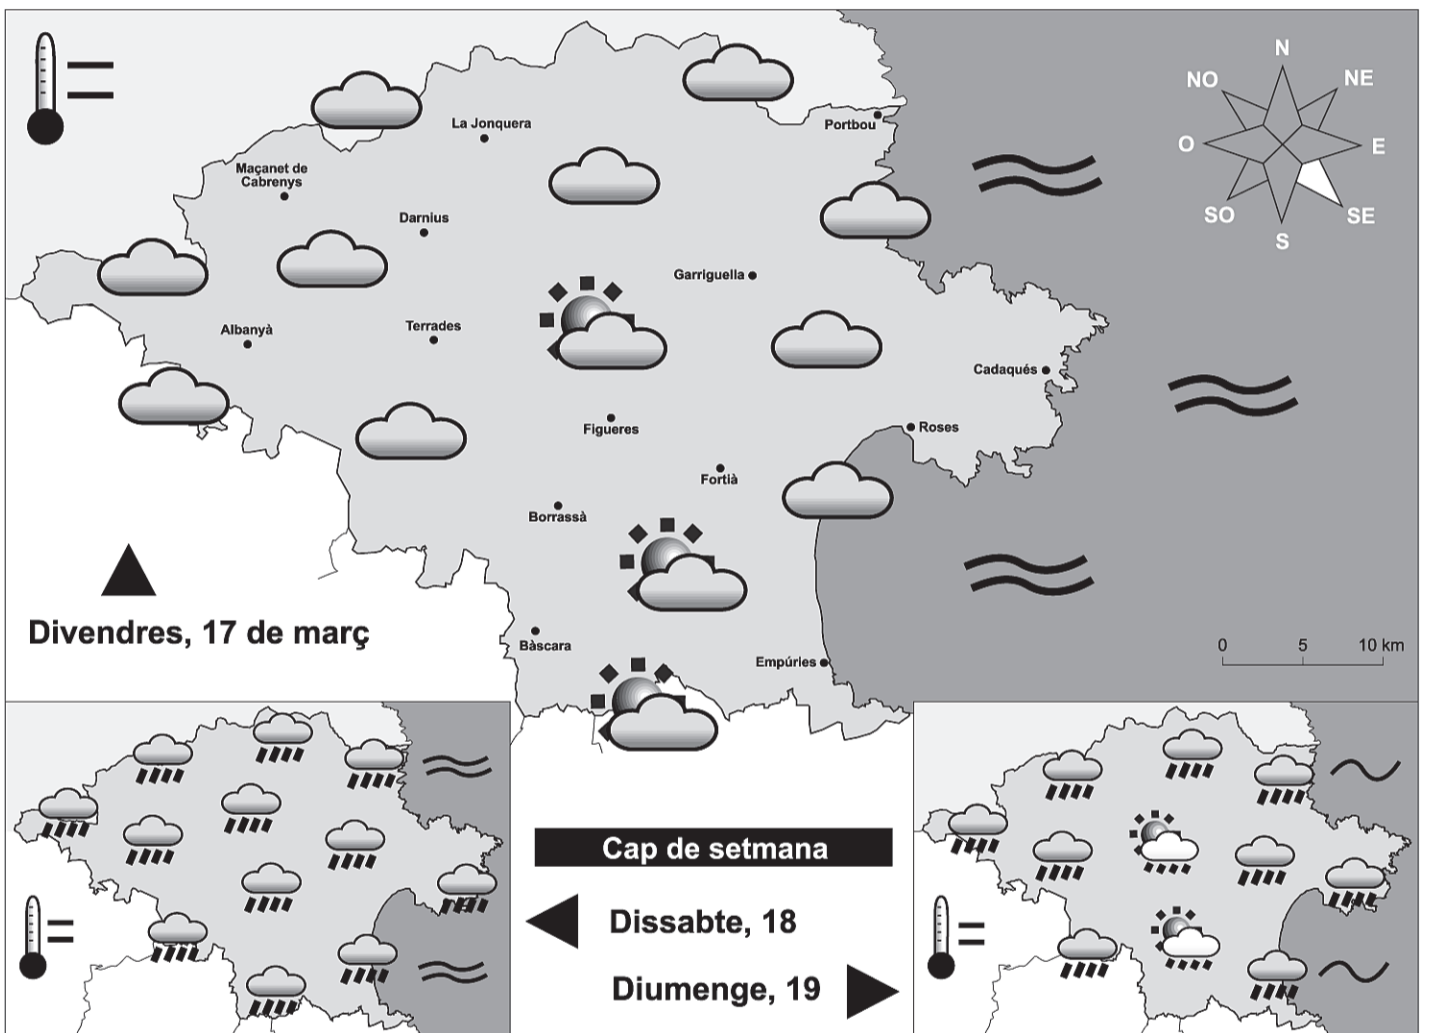 N
NO
NE
O
E
SO
SE
S
La Jonquera
Portbou
Maçanet de
Cabrenys
Darnius
Garriguella
Albanyà
Terrades
Cadaqués
Figueres
Roses
Fortià
Borrassà
Divendres, 17 de març
Bàscara
Empúries
0 5 10 km
Cap de setmana
Dissabte, 18
Diumenge, 19